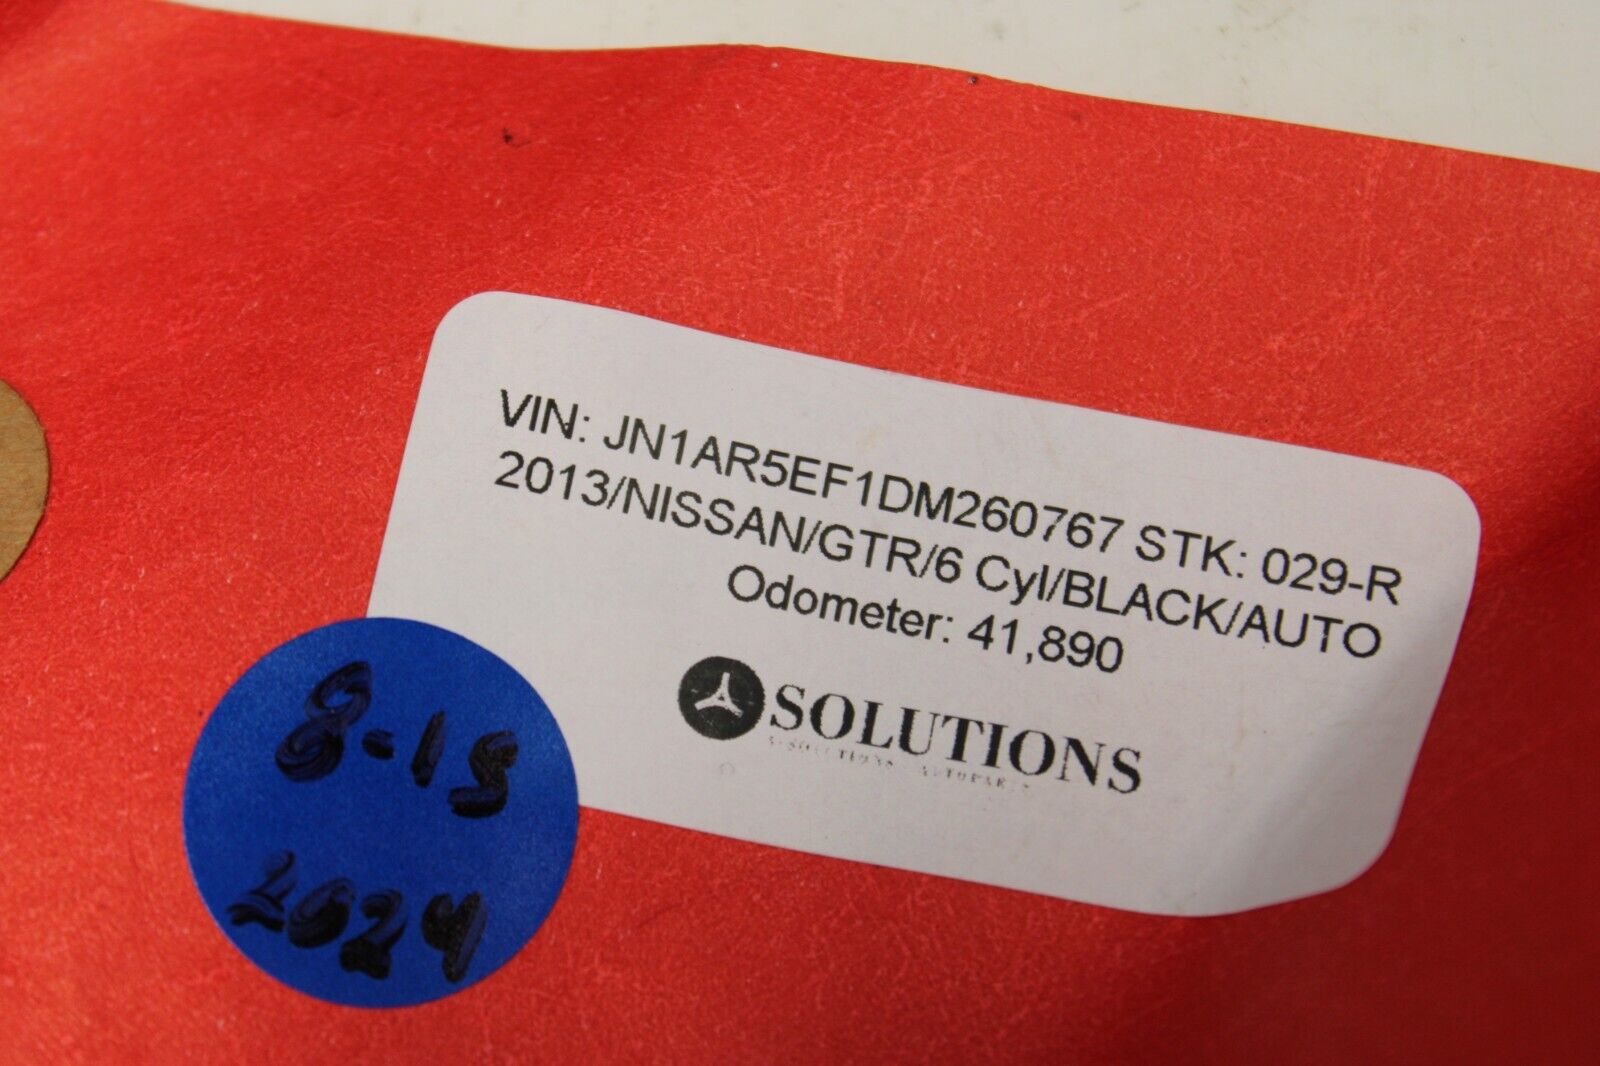 VIN: JN1AR5EF1DM260767 STK: 029-R
2013/NISSAN/GTR/6 Cyl/BLACK/AUTO
Odometer: 41,890
SOLUTIONS
8-15
2024